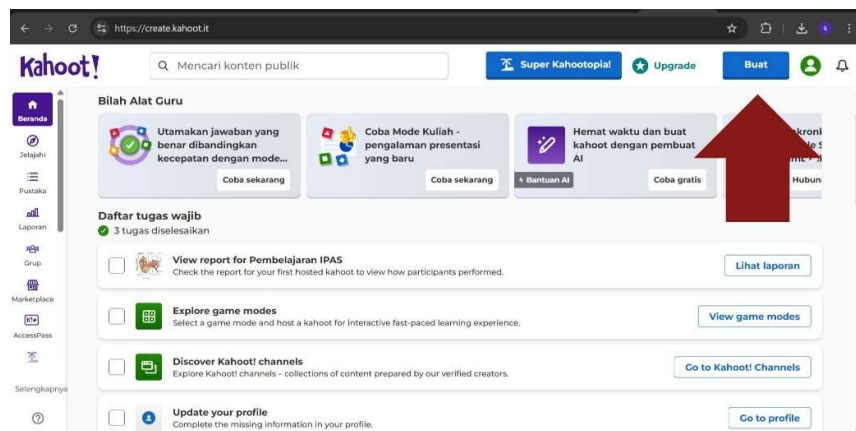 https://create.kahoot.it
Kahoot!
Mencari konten publik
Super Kahootopia!
Upgrade
Buat
Beranda
Jelajahi
Pustaka
Laporan
Grup
Marketplace
AccessPass
Selengkapnya
Bilah Alat Guru
Utamakan jawaban yang
benar dibandingkan
kecepatan dengan mode...
Coba sekarang
Coba Mode Kuliah -
pengalaman presentasi
yang baru
Coba sekarang
Hemat waktu dan buat
kahoot dengan pembuat
AI
Bantuan AI
Coba gratis
Daftar tugas wajib
3 tugas diselesaikan
View report for Pembelajaran IPAS
Check the report for your first hosted kahoot to view how participants performed.
Lihat laporan
Explore game modes
Select a game mode and host a kahoot for interactive fast-paced learning experience.
View game modes
Discover Kahoot! channels
Explore Kahoot! channels – collections of content prepared by our verified creators.
Go to Kahoot! Channels
Update your profile
Complete the missing information in your profile.
Go to profile